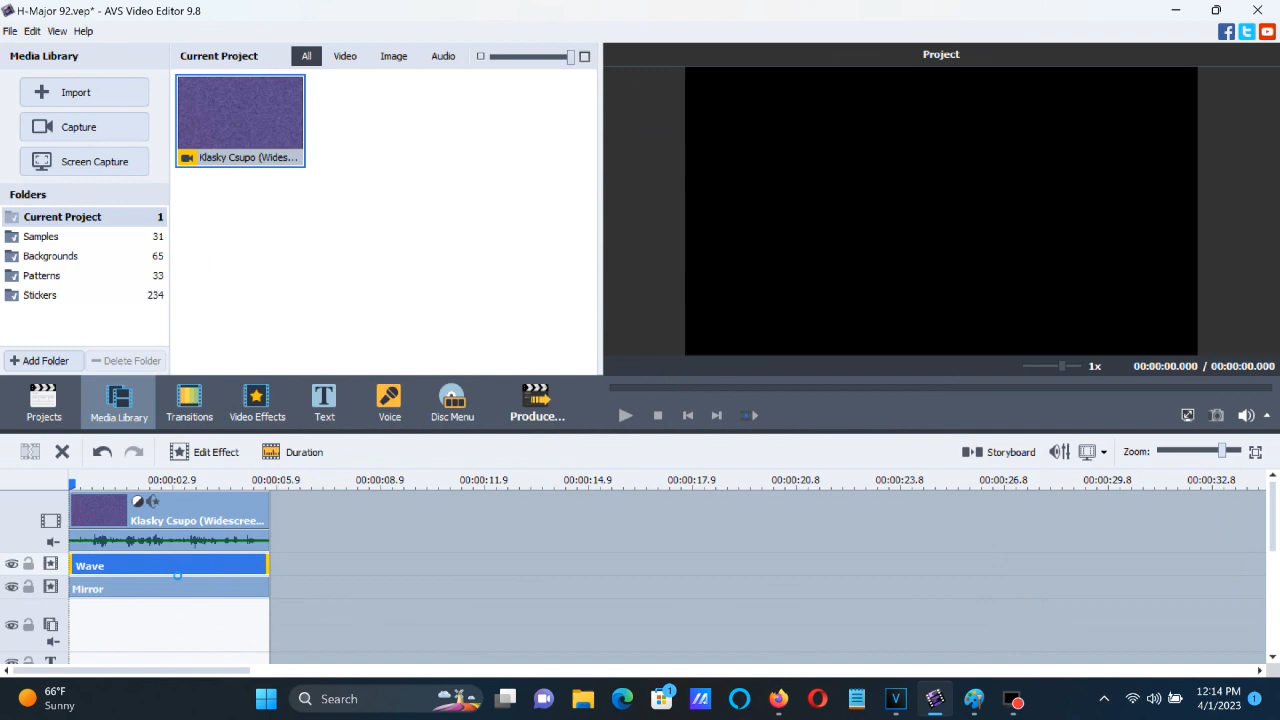 H-Major 92.vep* - AVS Video Editor 9.8
File Edit View Help
Media Library
Current Project
All
Video
Image
Audio
Project
Import
Capture
Screen Capture
Klasky Csupo (Wides...
Folders
Current Project 1
Samples 31
Backgrounds 65
Patterns 33
Stickers 234
Add Folder
Delete Folder
1x
00:00:00.000 / 00:00:00.000
Projects
Media Library
Transitions
Video Effects
Text
Voice
Disc Menu
Produce...
Edit Effect
Duration
Storyboard
Zoom:
00:00:02.9 00:00:05.9 00:00:08.9 00:00:11.9 00:00:14.9 00:00:17.9 00:00:20.8 00:00:23.8 00:00:26.8 00:00:29.8 00:00:32.8
Klasky Csupo (Widescree...
Wave
Mirror
66°F
Sunny
Search
12:14 PM
4/1/2023